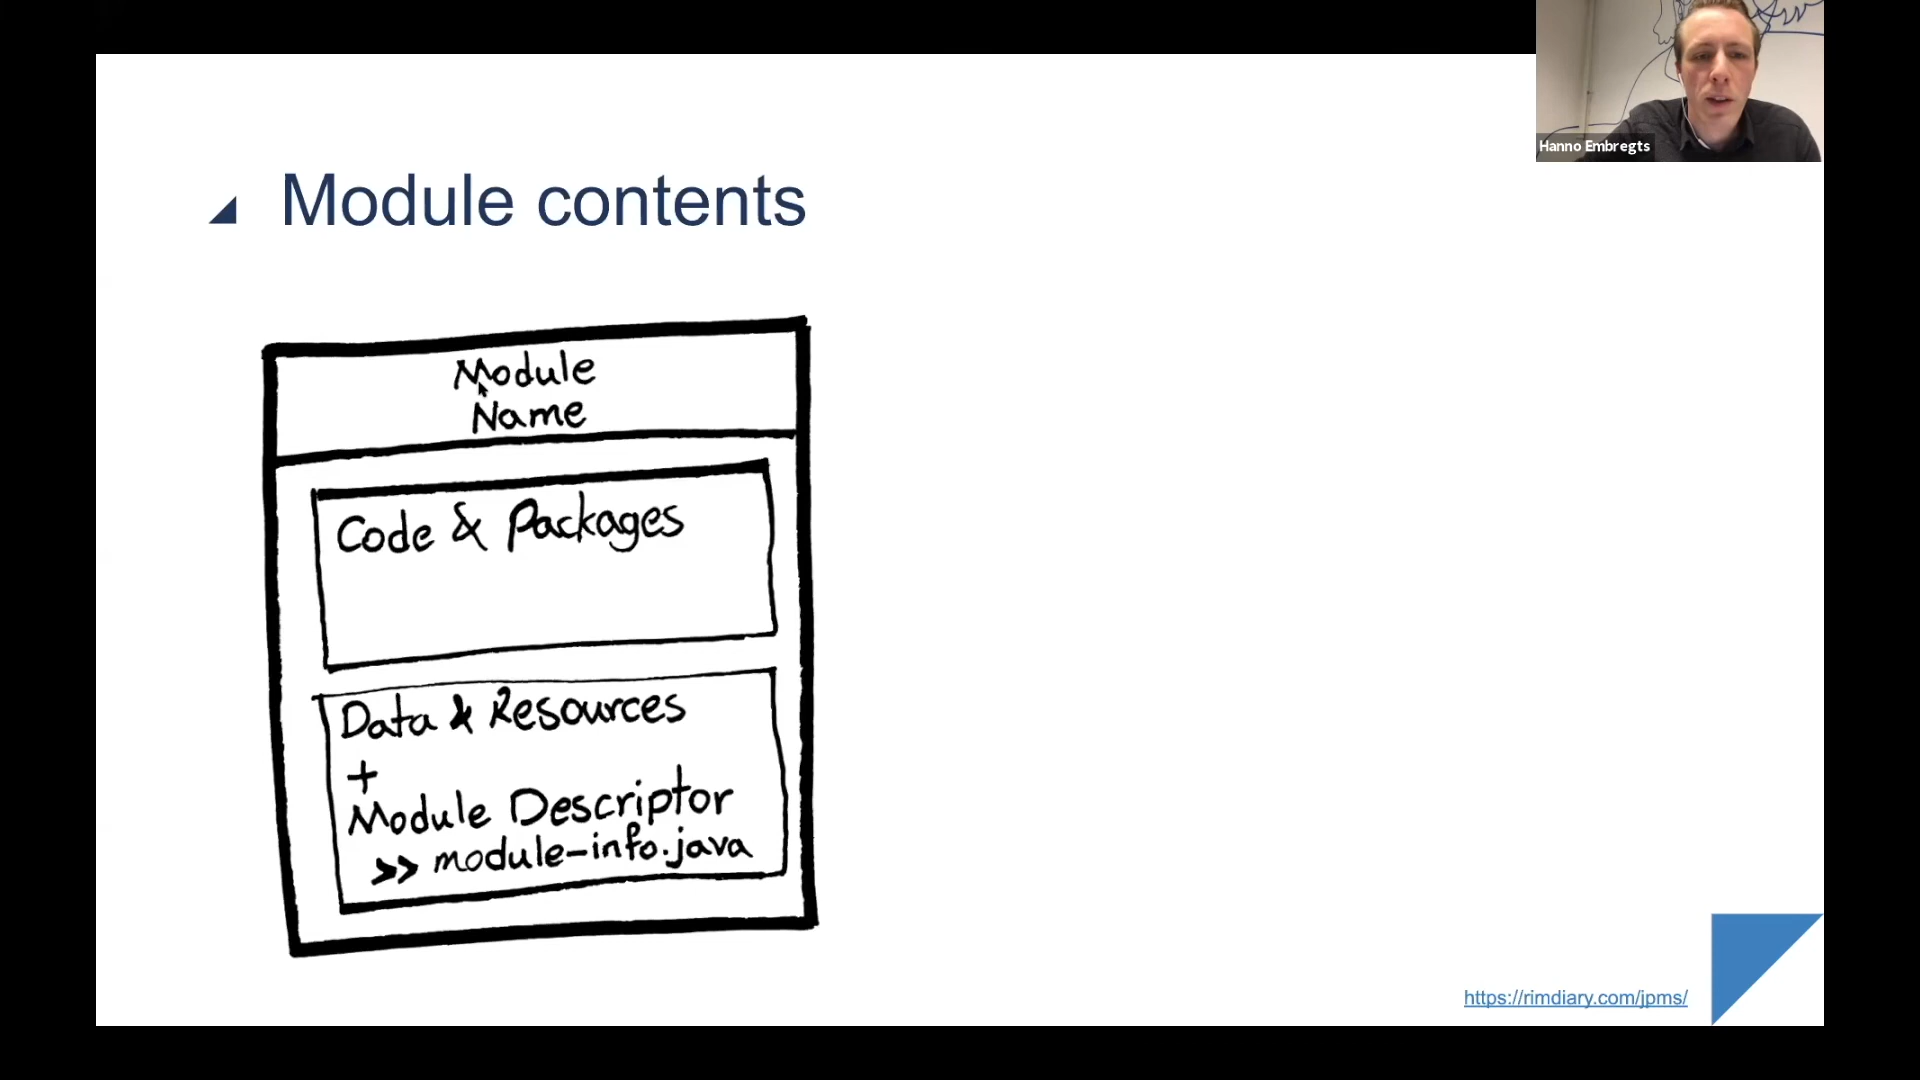 Hanno Embregts
Module contents
Module
Name
Code & Packages
Data & Resources
+
Module Descriptor
>> module-info.java
https://rimdiary.com/jpms/